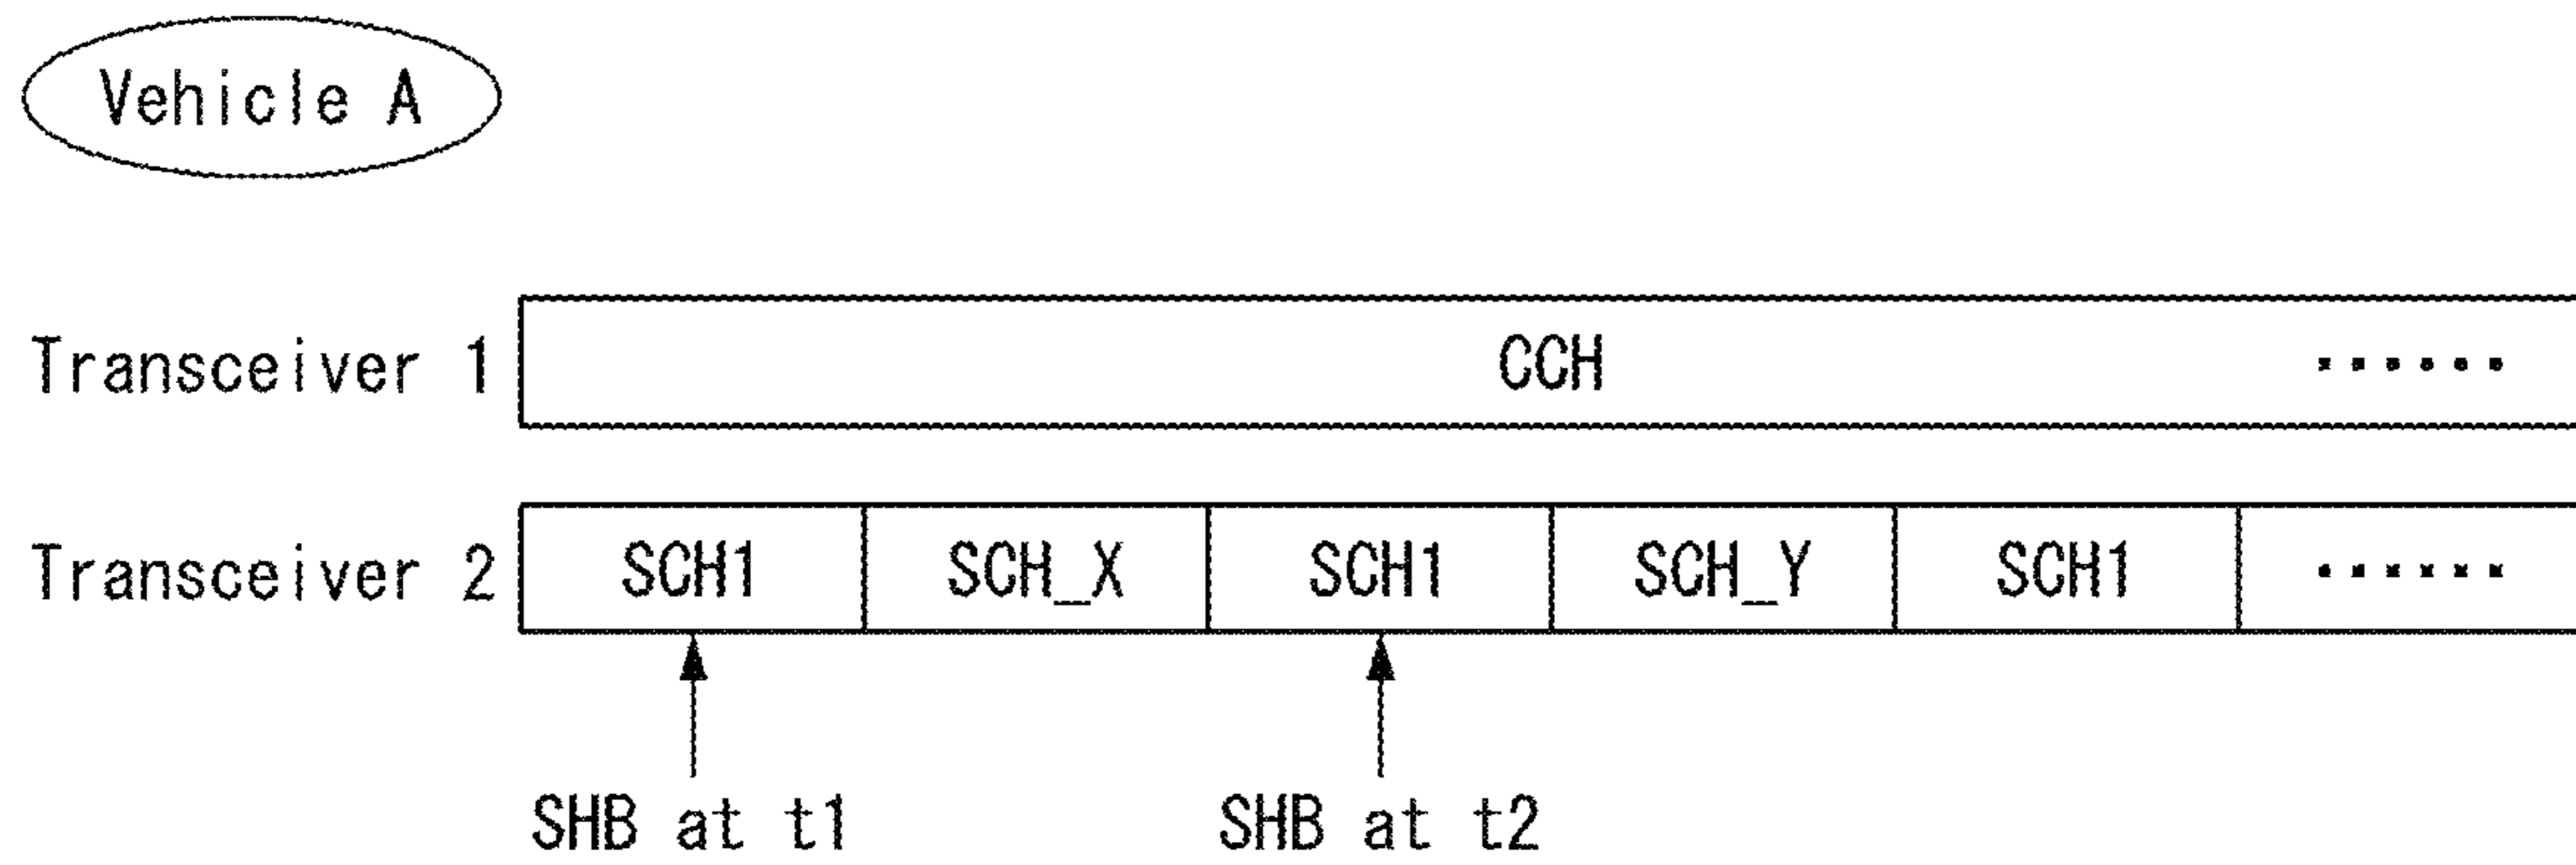 Vehicle A
Transceiver 1 CCH ······
Transceiver 2 SCH1 SCH_X SCH1 SCH_Y SCH1 ······
SHB at t1 SHB at t2